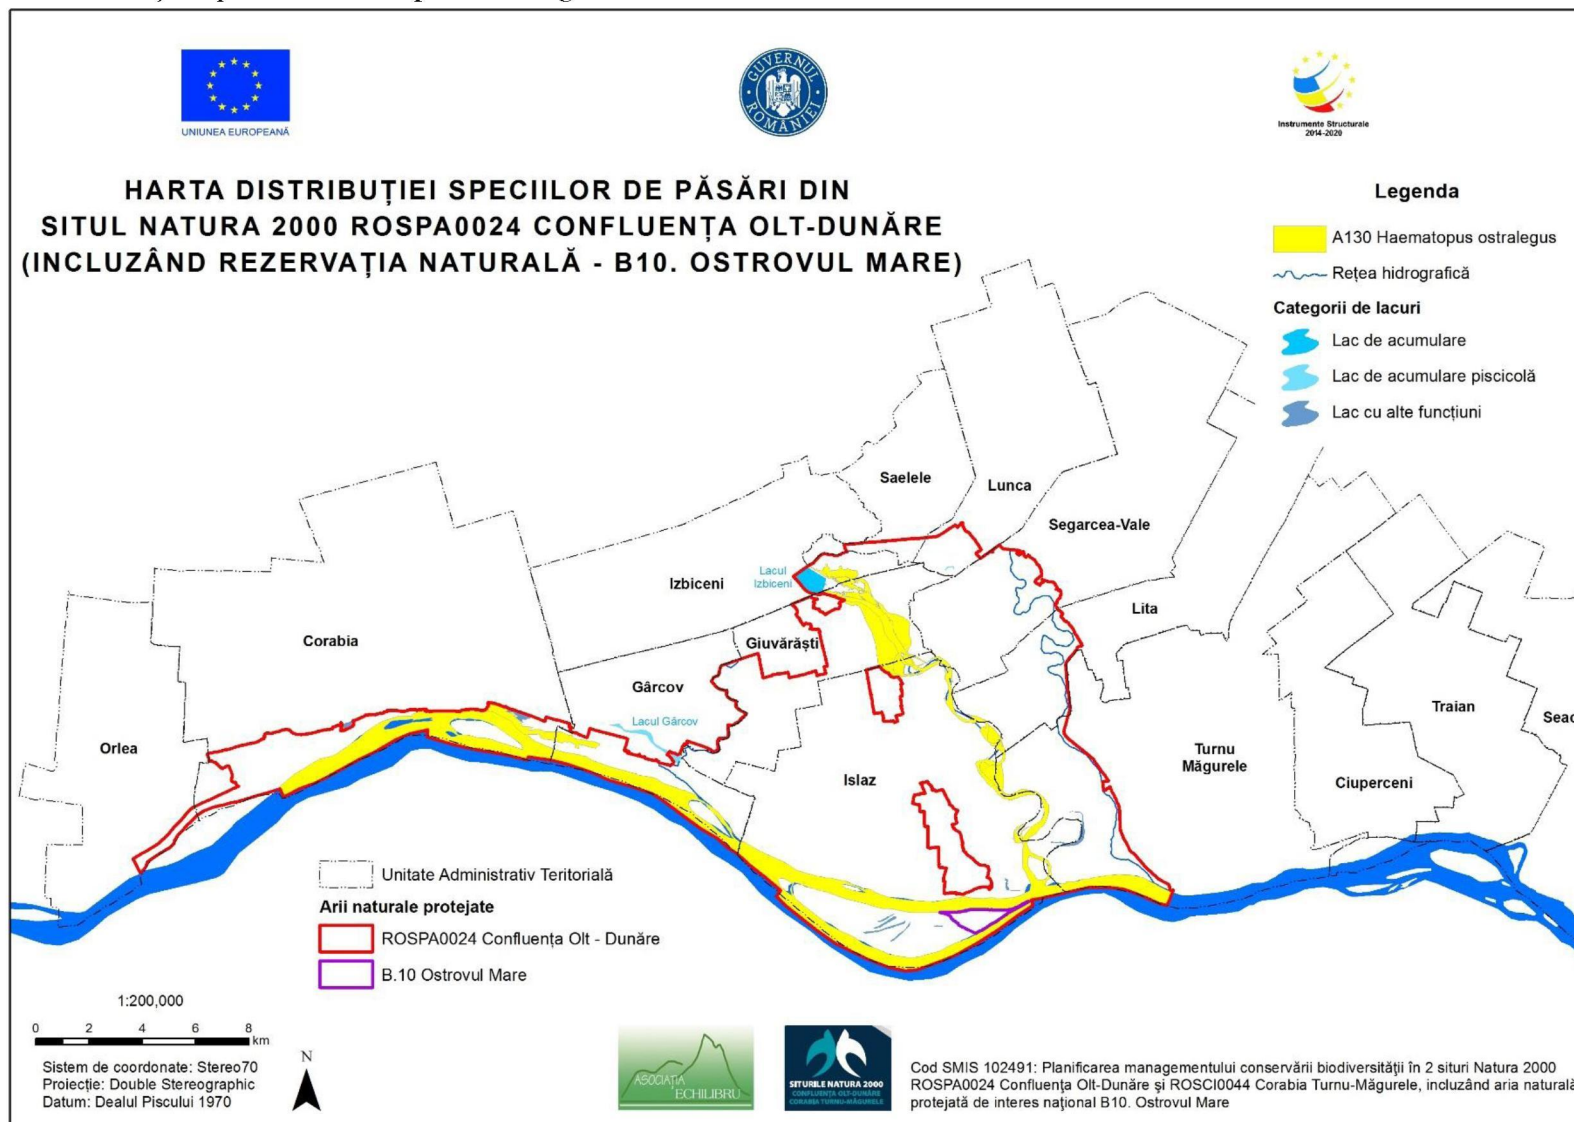 UNIUNEA EUROPEANĂ
GUVERNUL ROMÂNIEI
Instrumente Structurale
2014-2020
HARTA DISTRIBUȚIEI SPECIILOR DE PĂSĂRI DIN
SITUL NATURA 2000 ROSPA0024 CONFLUENȚA OLT-DUNĂRE
(INCLUZÂND REZERVAȚIA NATURALĂ - B10. OSTROVUL MARE)
Legenda
A130 Haematopus ostralegus
Rețea hidrografică
Categorii de lacuri
Lac de acumulare
Lac de acumulare piscicolă
Lac cu alte funcțiuni
Saelele
Lunca
Segarcea-Vale
Izbiceni
Lacul
Izbiceni
Lita
Corabia
Giuvărăști
Gârcov
Lacul Gârcov
Orlea
Islaz
Turnu
Măgurele
Traian
Seac
Ciuperceni
Unitate Administrativ Teritorială
Arii naturale protejate
ROSPA0024 Confluența Olt - Dunăre
B.10 Ostrovul Mare
1:200,000
0 2 4 6 8
km
N
Sistem de coordonate: Stereo70
Proiecție: Double Stereographic
Datum: Dealul Piscului 1970
ASOCIAȚIA
ECHILIBRU
SITURILE NATURA 2000
CONFLUENȚA OLT-DUNĂRE
CORABIA TURNU-MĂGURELE
Cod SMIS 102491: Planificarea managementului conservării biodiversităţii în 2 situri Natura 2000
ROSPA0024 Confluenţa Olt-Dunăre şi ROSCI0044 Corabia Turnu-Măgurele, incluzând aria naturală
protejată de interes naţional B10. Ostrovul Mare